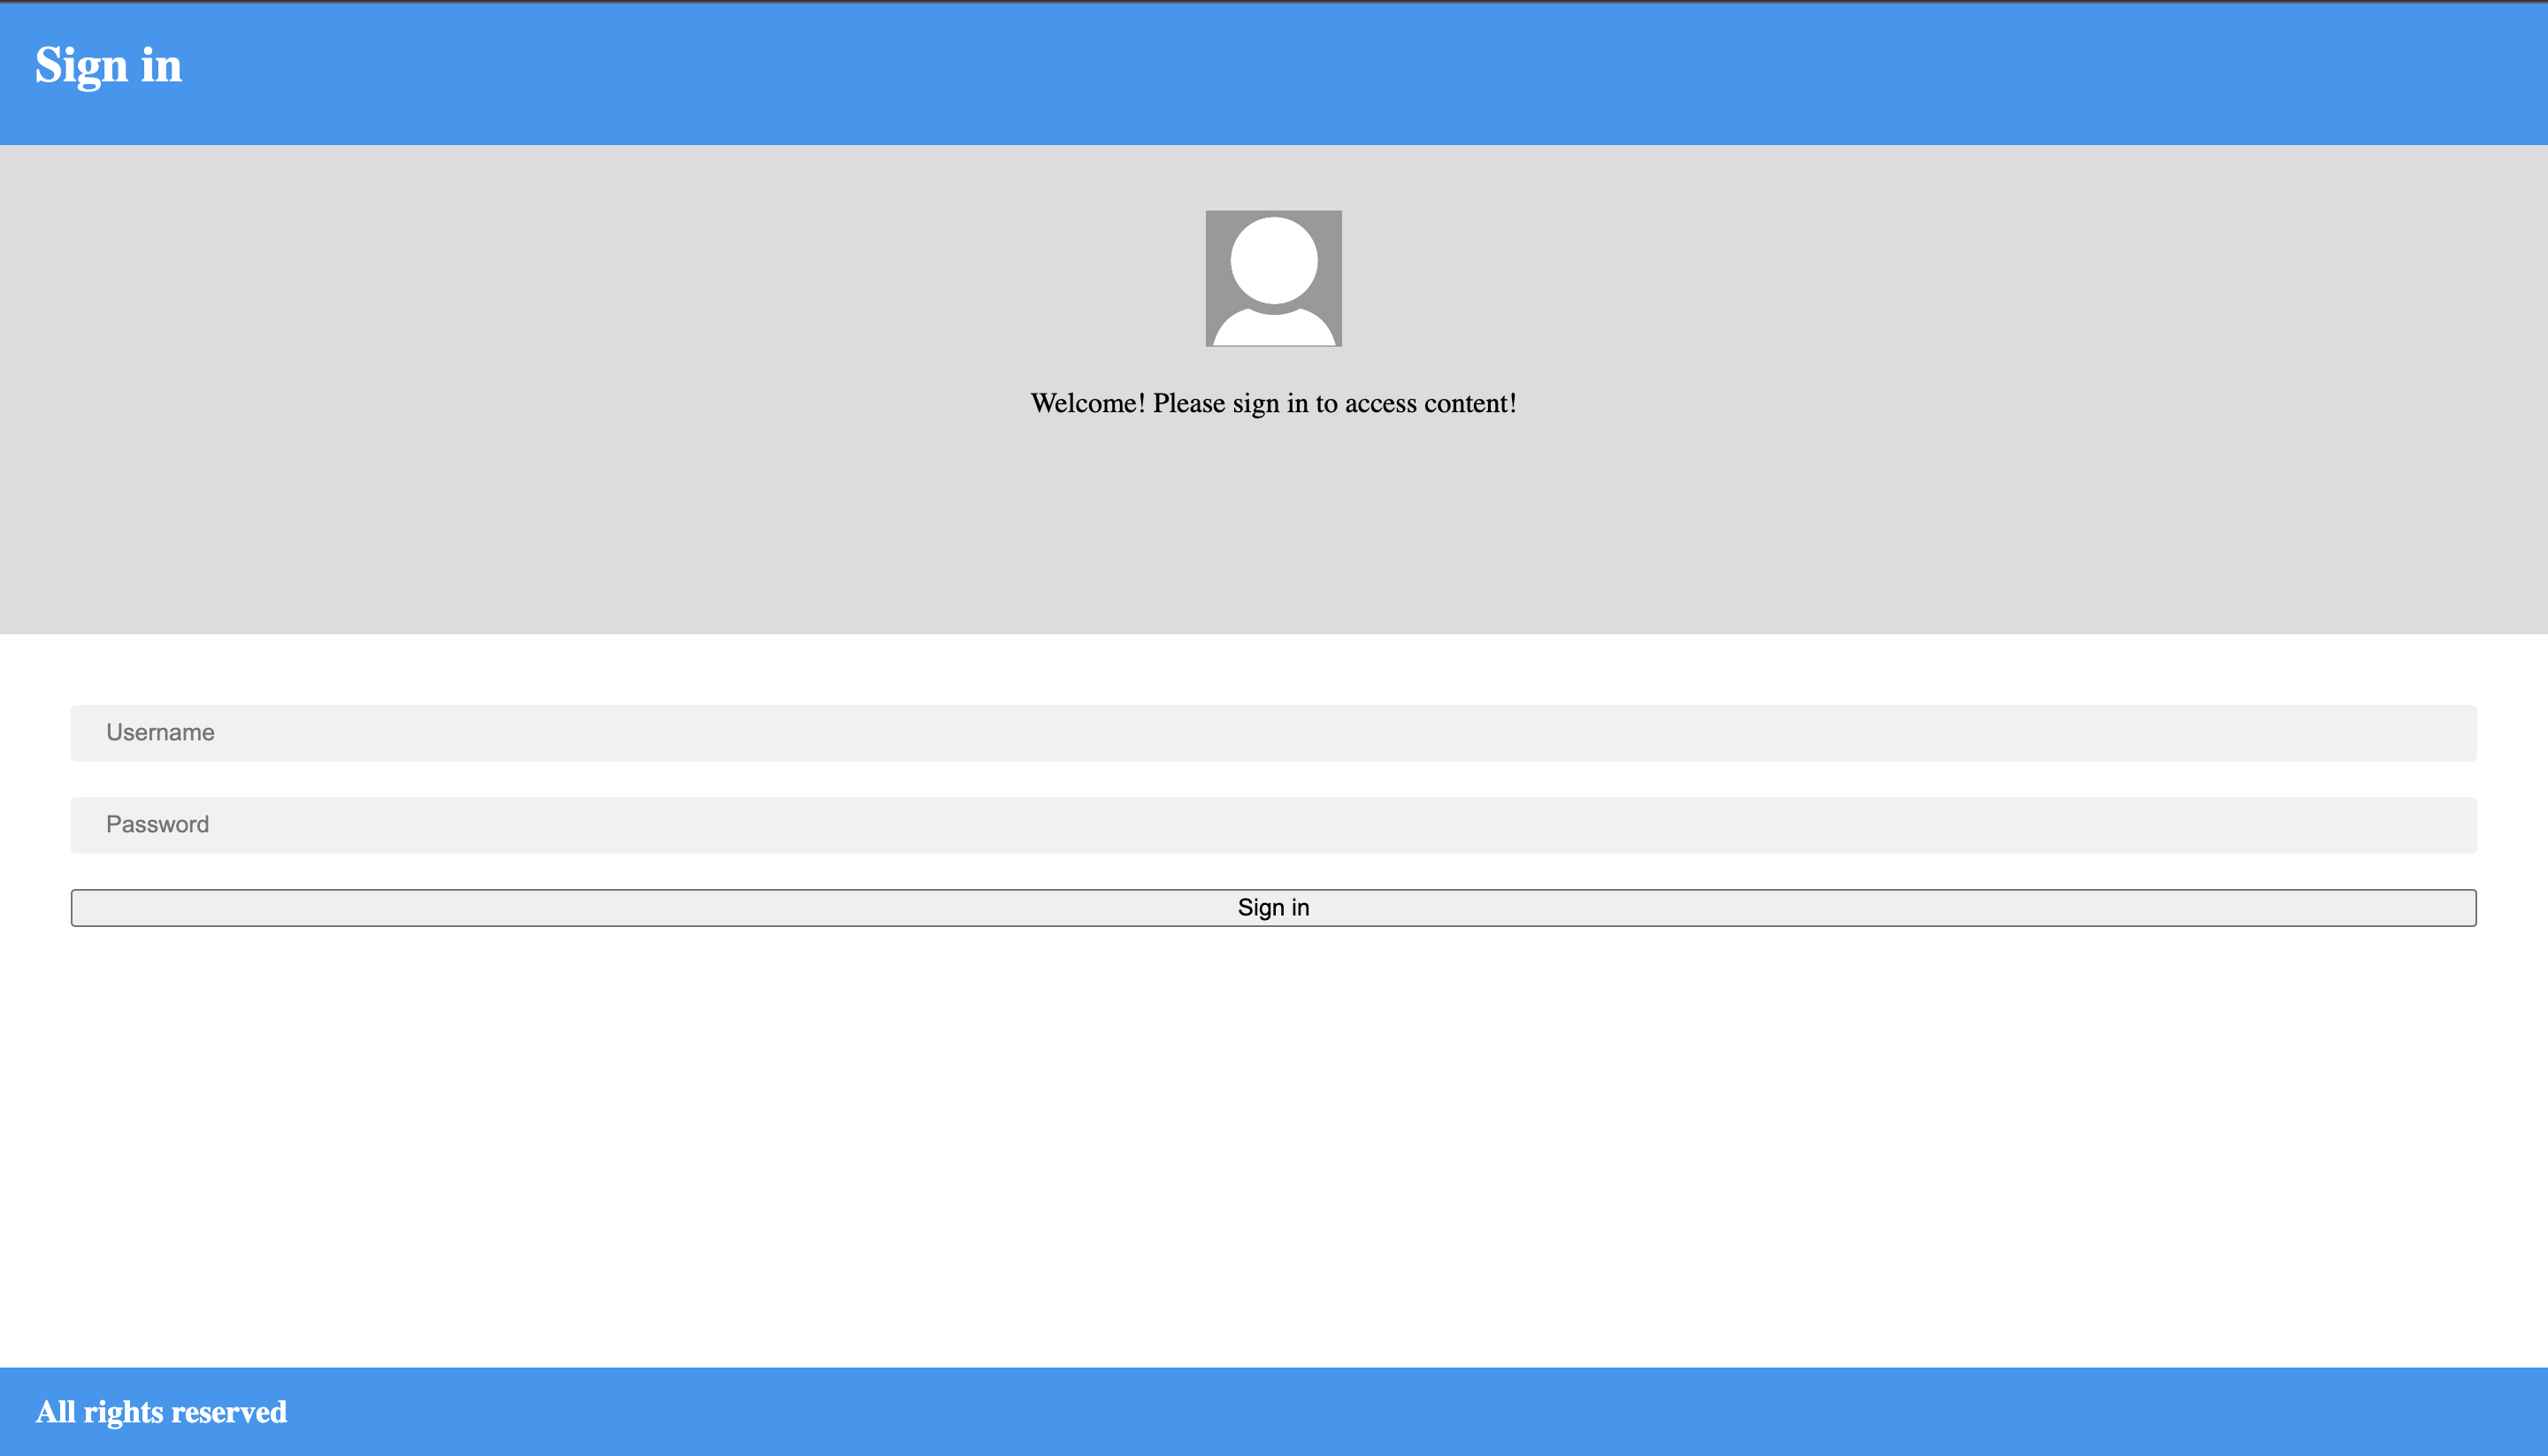 Sign in
Welcome! Please sign in to access content!
Username
Password
Sign in
All rights reserved